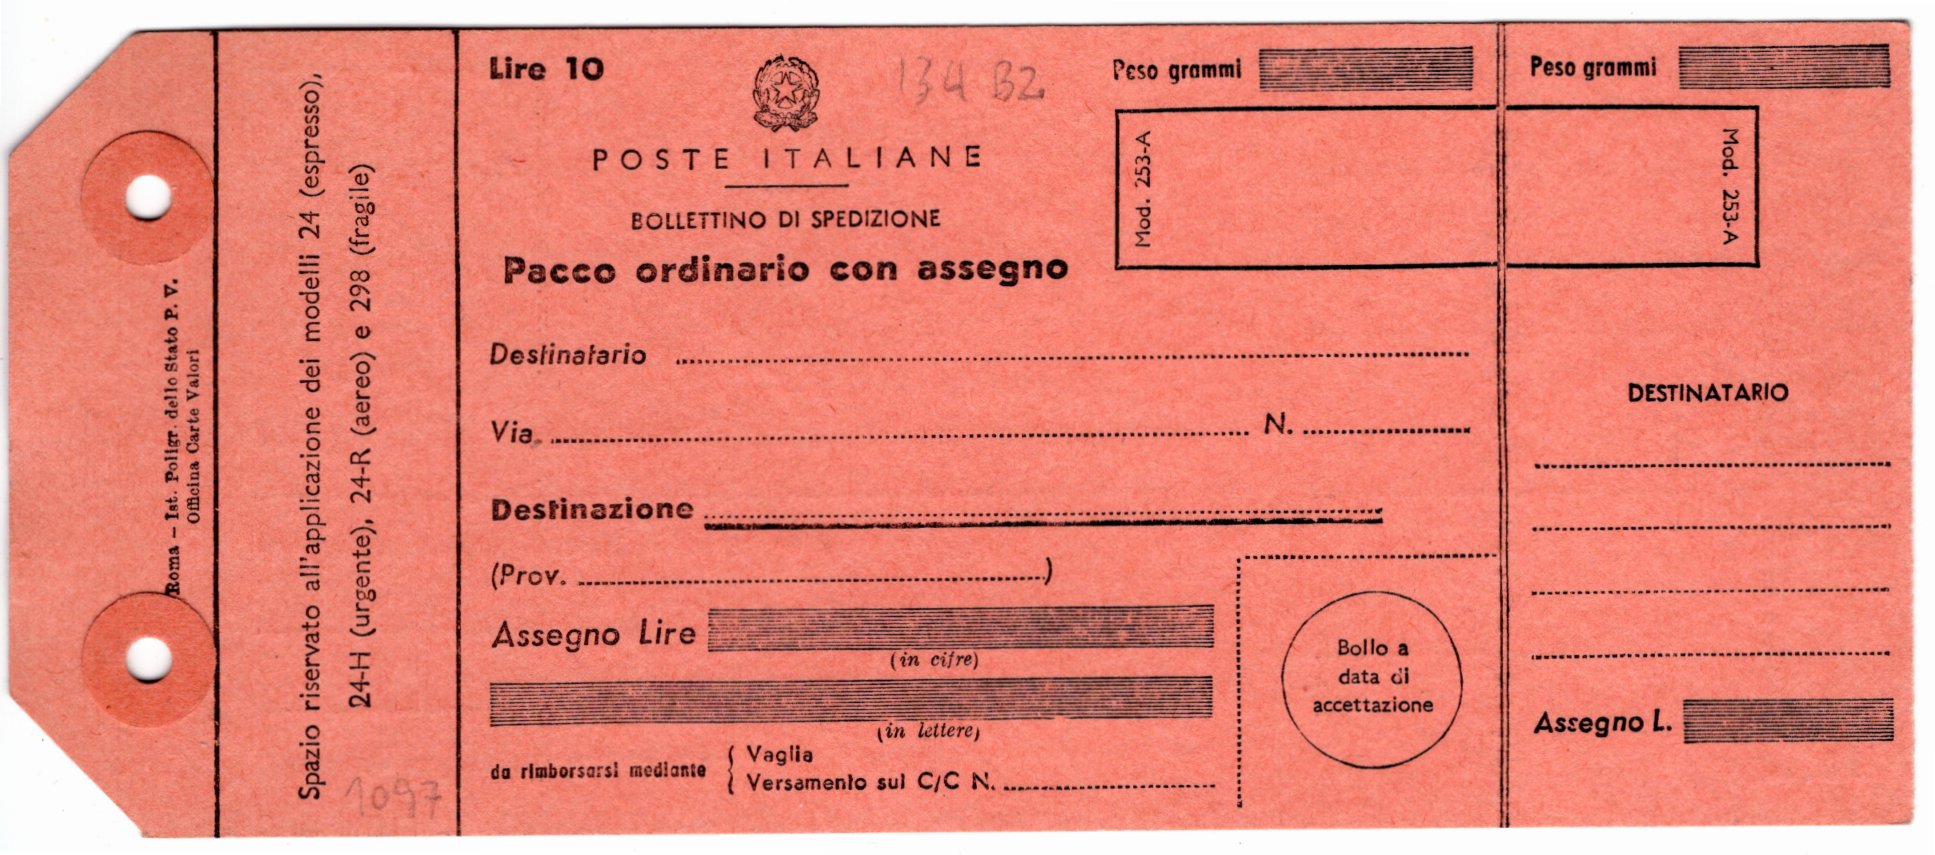 Roma – Ist. Poligr. dello Stato P. V.
Officina Carte Valori
Spazio riservato all'applicazione dei modelli 24 (espresso),
24-H (urgente), 24-R (aereo) e 298 (fragile)
1097
Lire 10
134 B2
POSTE ITALIANE
BOLLETTINO DI SPEDIZIONE
Pacco ordinario con assegno
Peso grammi
Mod. 253-A
Destinatario
Via N.
Destinazione
(Prov. )
Assegno Lire
(in cifre)
(in lettere)
da rimborsarsi mediante { Vaglia
{ Versamento sul C/C N.
Bollo a
data di
accettazione
Peso grammi
Mod. 253-A
DESTINATARIO
Assegno L.